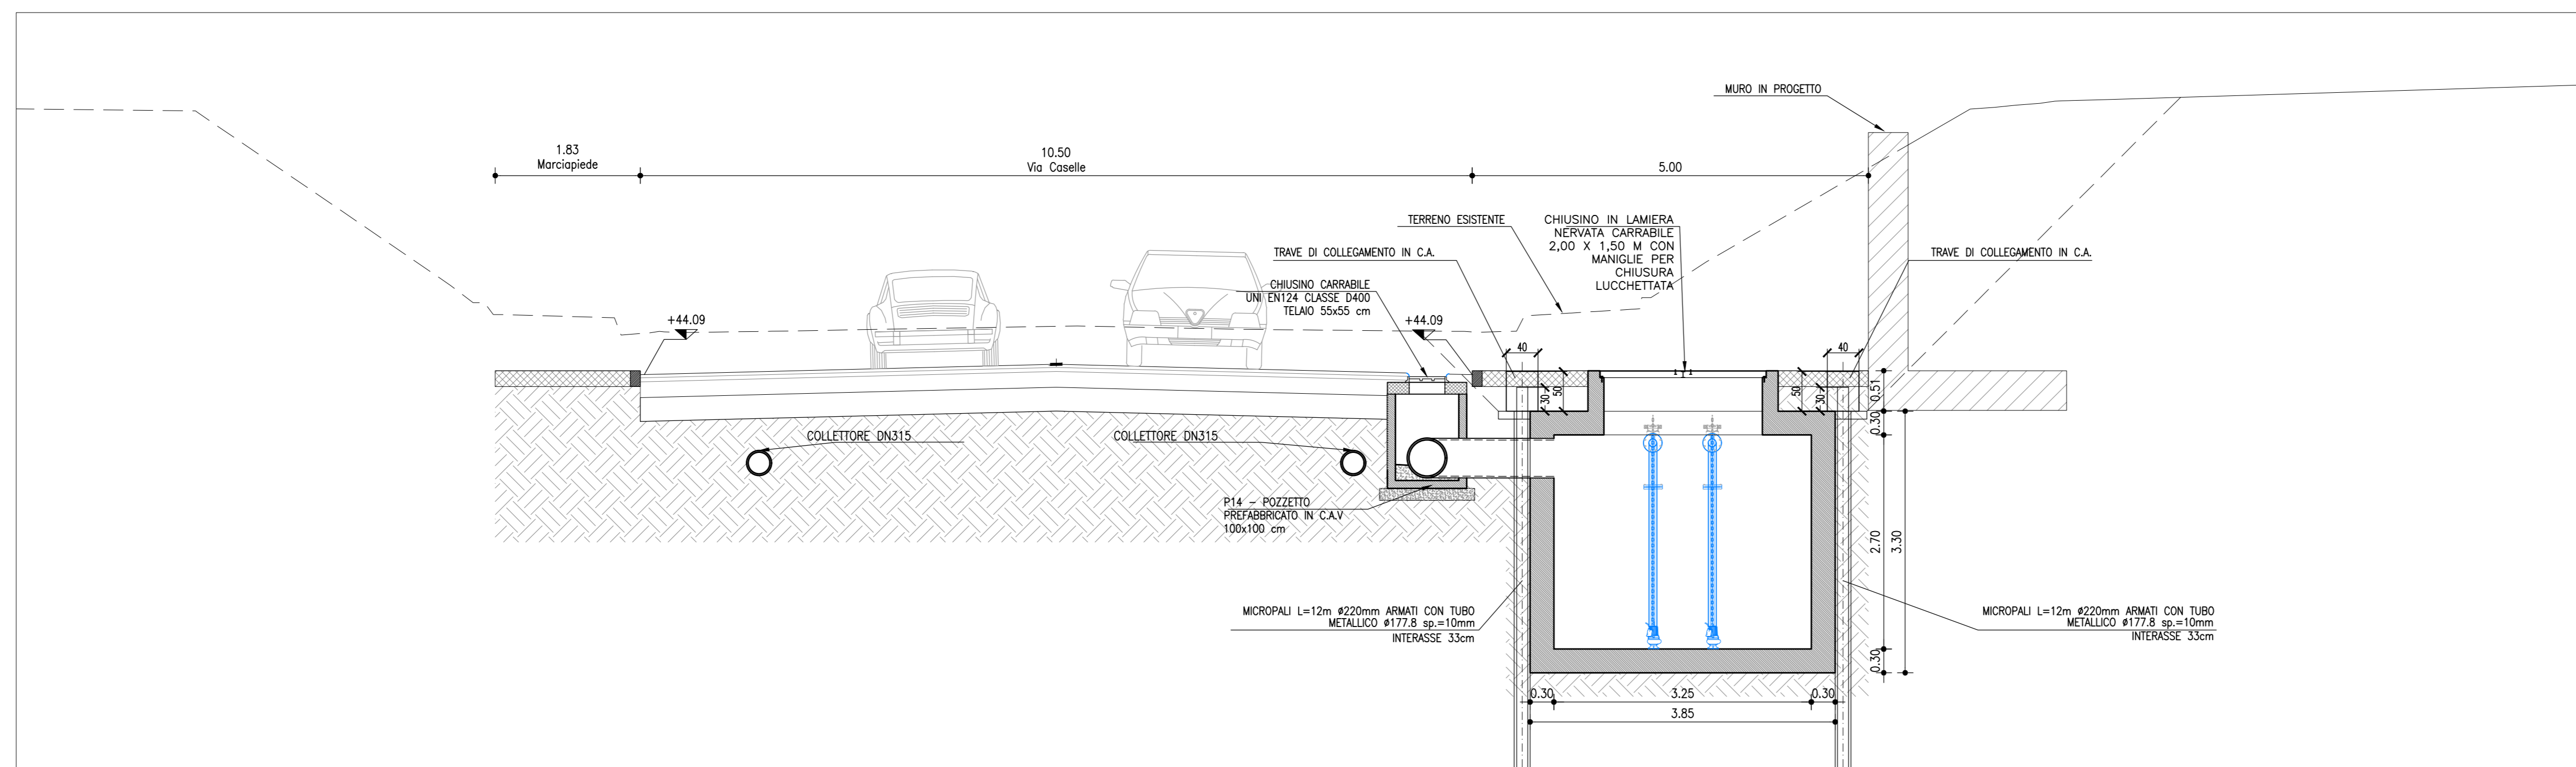 MURO IN PROGETTO
1.83
Marciapiede
10.50
Via Caselle
5.00
TERRENO ESISTENTE
CHIUSINO IN LAMIERA
NERVATA CARRABILE
2,00 X 1,50 M CON
MANIGLIE PER
CHIUSURA
LUCCHETTATA
TRAVE DI COLLEGAMENTO IN C.A.
TRAVE DI COLLEGAMENTO IN C.A.
CHIUSINO CARRABILE
UNI EN124 CLASSE D400
TELAIO 55x55 cm
+44.09
+44.09
40
40
30
50
50
30
0.51
0.30
COLLETTORE DN315
COLLETTORE DN315
P14 - POZZETTO
PREFABBRICATO IN C.A.V
100x100 cm
2.70
3.30
MICROPALI L=12m ø220mm ARMATI CON TUBO
METALLICO ø177.8 sp.=10mm
INTERASSE 33cm
MICROPALI L=12m ø220mm ARMATI CON TUBO
METALLICO ø177.8 sp.=10mm
INTERASSE 33cm
0.30
0.30
3.25
0.30
3.85